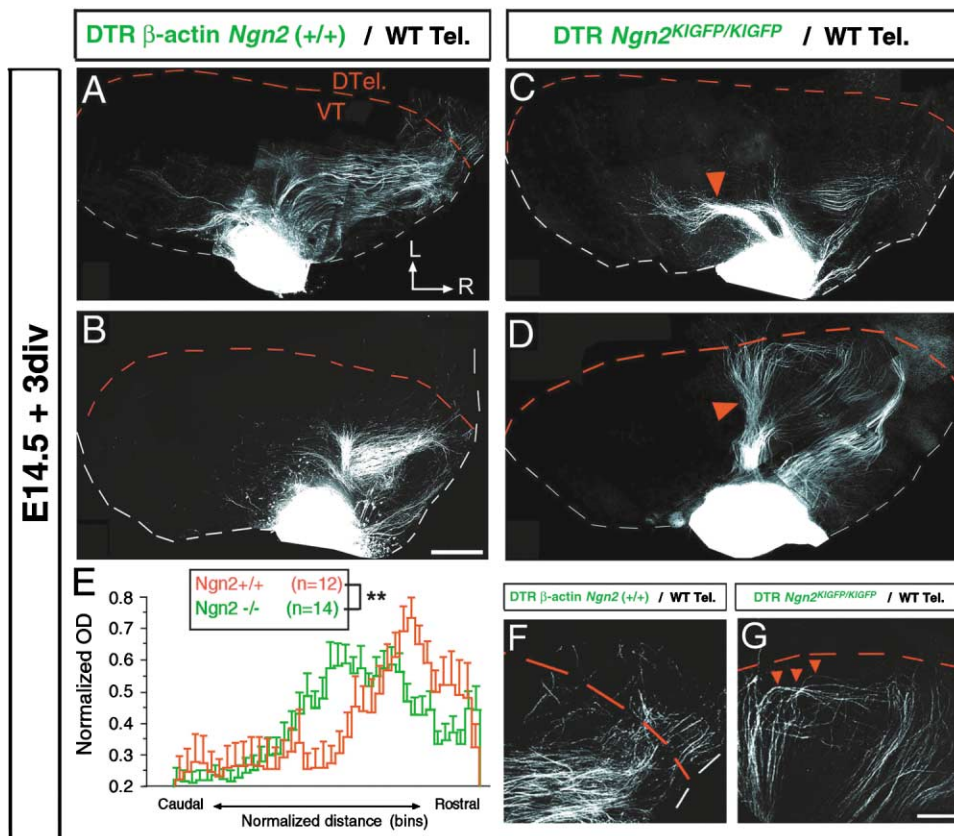 DTR β-actin Ngn2 (+/+) / WT Tel.
DTR Ngn2KIGFP/KIGFP / WT Tel.
E14.5 + 3div
A
DTel.
VT
L
R
C
B
D
E
Ngn2+/+ (n=12)
Ngn2 -/- (n=14)
**
Normalized OD
0.8
0.7
0.6
0.5
0.4
0.3
0.2
Caudal
Rostral
Normalized distance (bins)
DTR β-actin Ngn2 (+/+) / WT Tel.
DTR Ngn2KIGFP/KIGFP / WT Tel.
F
G